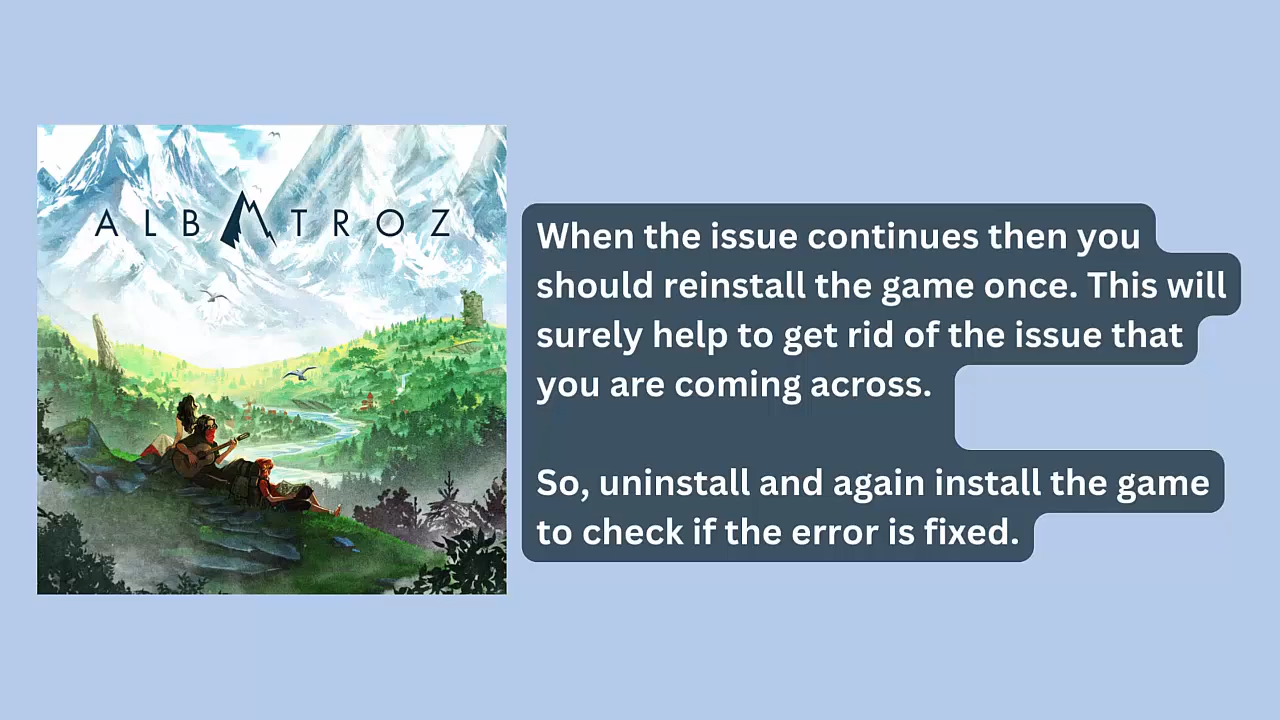 ALBATROZ
When the issue continues then you
should reinstall the game once. This will
surely help to get rid of the issue that
you are coming across.
So, uninstall and again install the game
to check if the error is fixed.